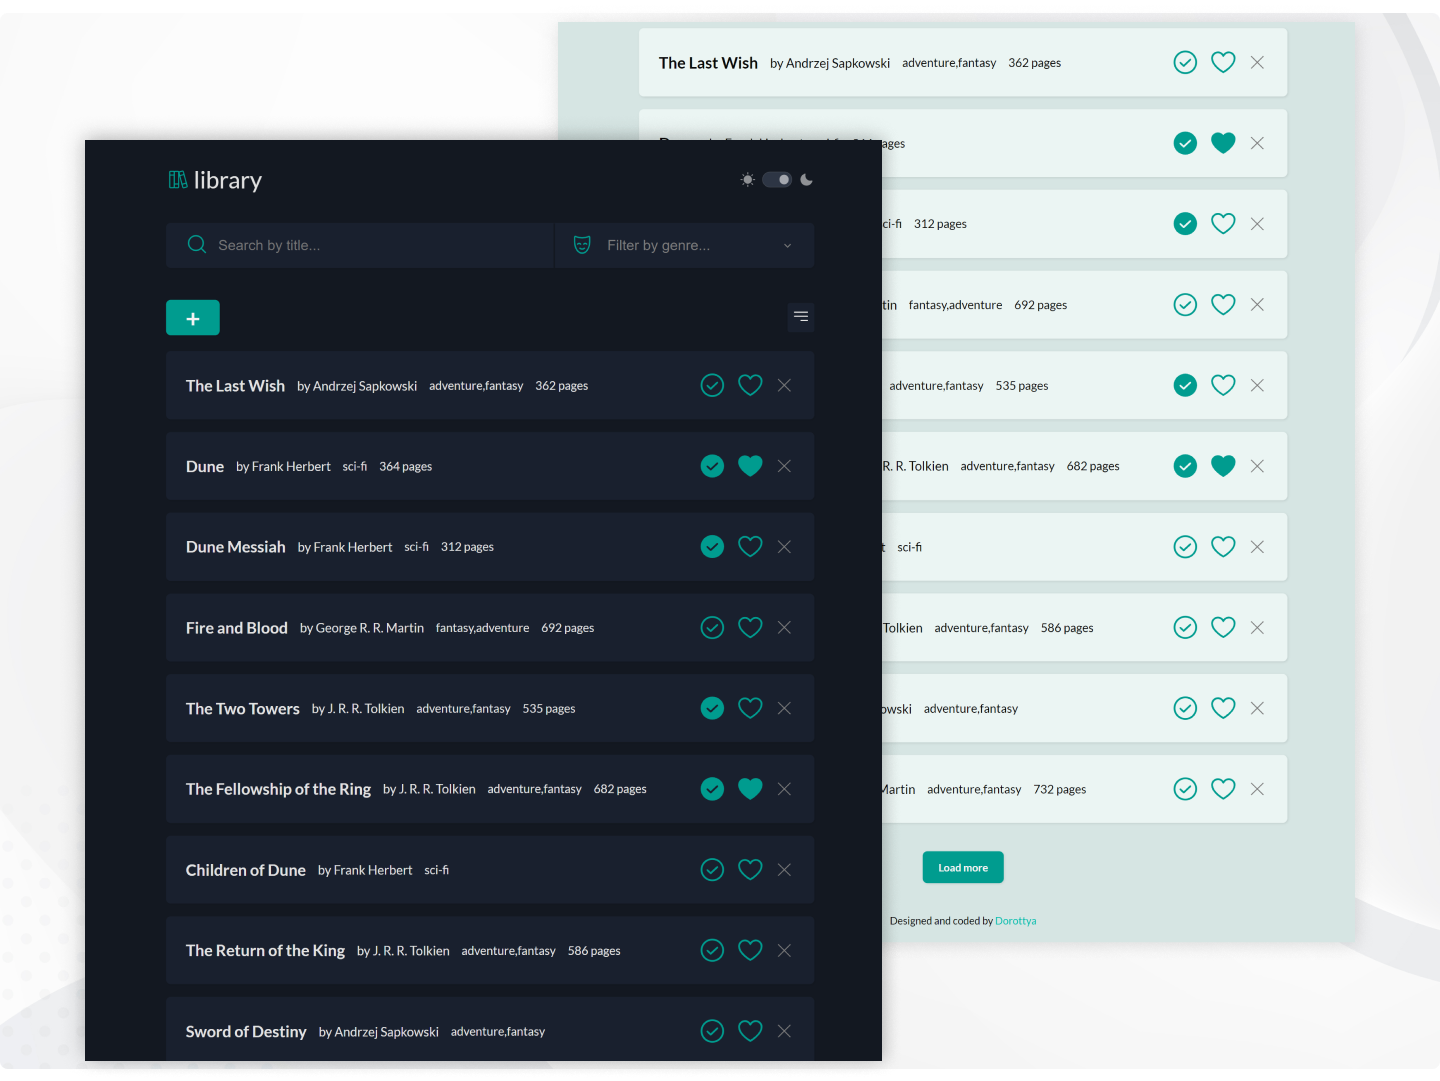 library
Search by title...
Filter by genre...
+
The Last Wish by Andrzej Sapkowski adventure,fantasy 362 pages
Dune by Frank Herbert sci-fi 364 pages
Dune Messiah by Frank Herbert sci-fi 312 pages
Fire and Blood by George R. R. Martin fantasy,adventure 692 pages
The Two Towers by J. R. R. Tolkien adventure,fantasy 535 pages
The Fellowship of the Ring by J. R. R. Tolkien adventure,fantasy 682 pages
Children of Dune by Frank Herbert sci-fi
The Return of the King by J. R. R. Tolkien adventure,fantasy 586 pages
Sword of Destiny by Andrzej Sapkowski adventure,fantasy
The Last Wish by Andrzej Sapkowski adventure,fantasy 362 pages
ages
ci-fi 312 pages
tin fantasy,adventure 692 pages
adventure,fantasy 535 pages
R. R. Tolkien adventure,fantasy 682 pages
t sci-fi
Tolkien adventure,fantasy 586 pages
owski adventure,fantasy
Martin adventure,fantasy 732 pages
Load more
Designed and coded by Dorottya